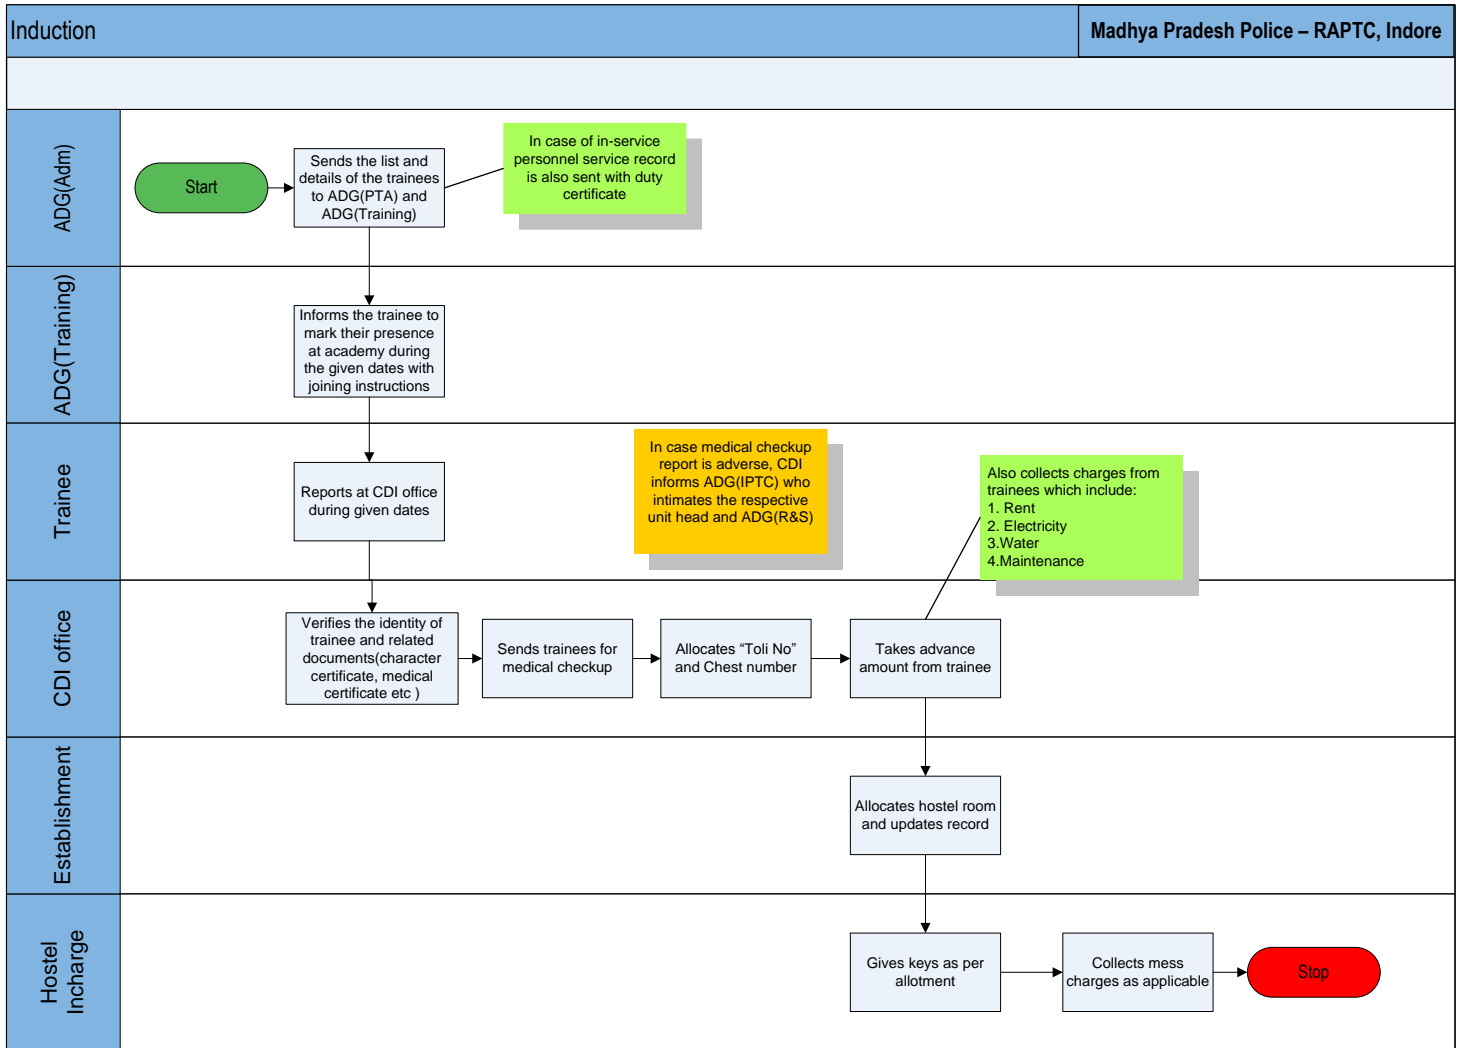 Induction
Madhya Pradesh Police – RAPTC, Indore
ADG(Adm)
Start
Sends the list and
details of the trainees
to ADG(PTA) and
ADG(Training)
In case of in-service
personnel service record
is also sent with duty
certificate
ADG(Training)
Informs the trainee to
mark their presence
at academy during
the given dates with
joining instructions
Trainee
Reports at CDI office
during given dates
In case medical checkup
report is adverse, CDI
informs ADG(IPTC) who
intimates the respective
unit head and ADG(R&S)
Also collects charges from
trainees which include:
1. Rent
2. Electricity
3.Water
4.Maintenance
CDI office
Verifies the identity of
trainee and related
documents(character
certificate, medical
certificate etc )
Sends trainees for
medical checkup
Allocates “Toli No”
and Chest number
Takes advance
amount from trainee
Establishment
Allocates hostel room
and updates record
Hostel
Incharge
Gives keys as per
allotment
Collects mess
charges as applicable
Stop